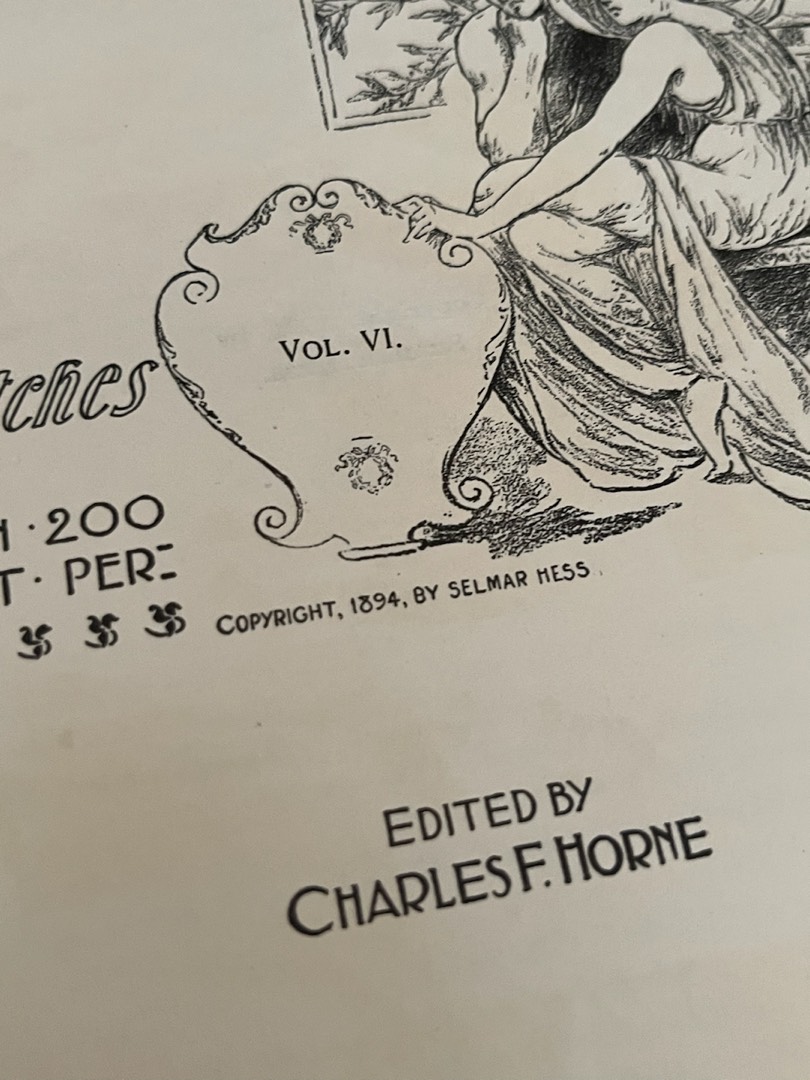 VOL. VI.
tches
H · 200
T · PER=
COPYRIGHT, 1894, BY SELMAR HESS.
EDITED BY
CHARLES F. HORNE